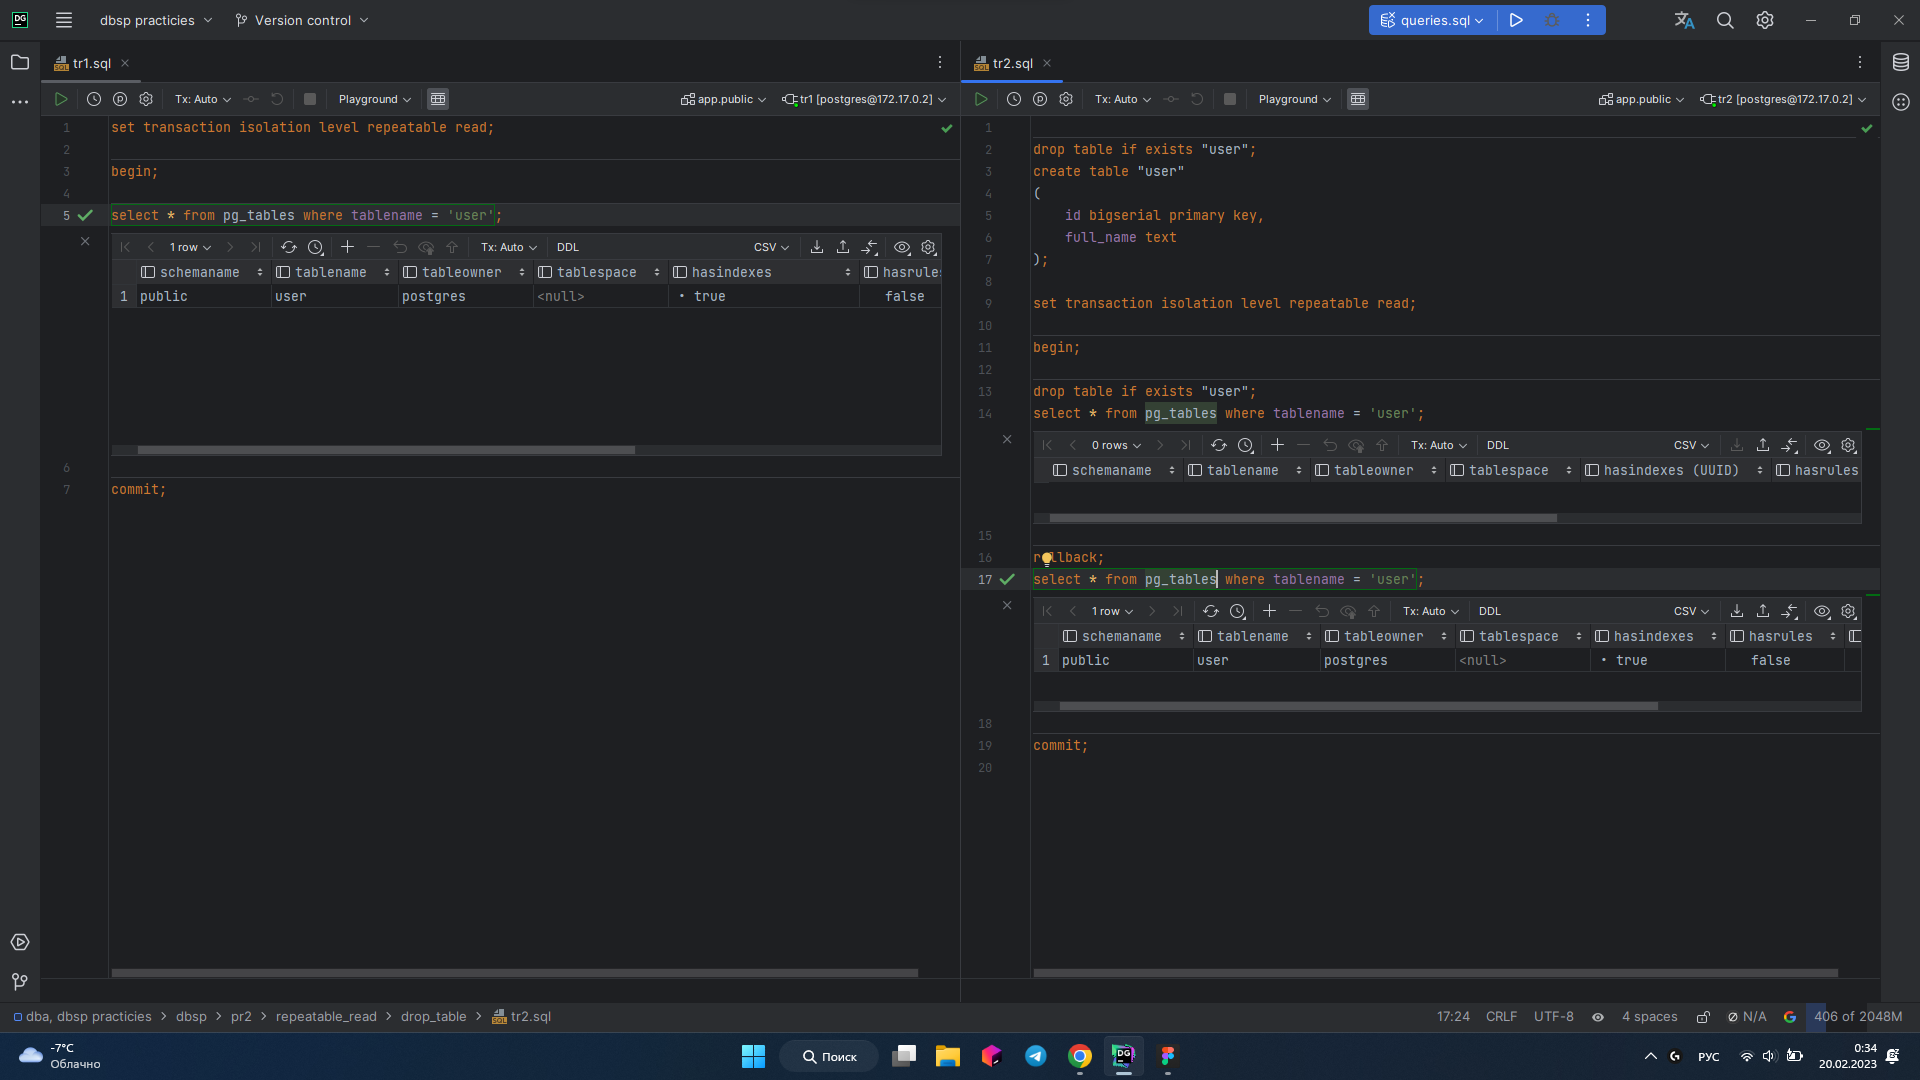 DG dbsp practicies Version control queries.sql
tr1.sql
Tx: Auto Playground app.public tr1 [postgres@172.17.0.2]
1 set transaction isolation level repeatable read;
2
3 begin;
4
5 select * from pg_tables where tablename = 'user';
1 row Tx: Auto DDL CSV
schemaname tablename tableowner tablespace hasindexes hasrules
1 public user postgres <null> true false
6
7 commit;
tr2.sql
Tx: Auto Playground app.public tr2 [postgres@172.17.0.2]
1
2 drop table if exists "user";
3 create table "user"
4 (
5 id bigserial primary key,
6 full_name text
7 );
8
9 set transaction isolation level repeatable read;
10
11 begin;
12
13 drop table if exists "user";
14 select * from pg_tables where tablename = 'user';
0 rows Tx: Auto DDL CSV
schemaname tablename tableowner tablespace hasindexes (UUID) hasrules
15
16 rollback;
17 select * from pg_tables where tablename = 'user';
1 row Tx: Auto DDL CSV
schemaname tablename tableowner tablespace hasindexes hasrules
1 public user postgres <null> true false
18
19 commit;
20
dba, dbsp practicies > dbsp > pr2 > repeatable_read > drop_table > tr2.sql 17:24 CRLF UTF-8 4 spaces N/A 406 of 2048M
-7°C
Облачно
Поиск
РУС
0:34
20.02.2023